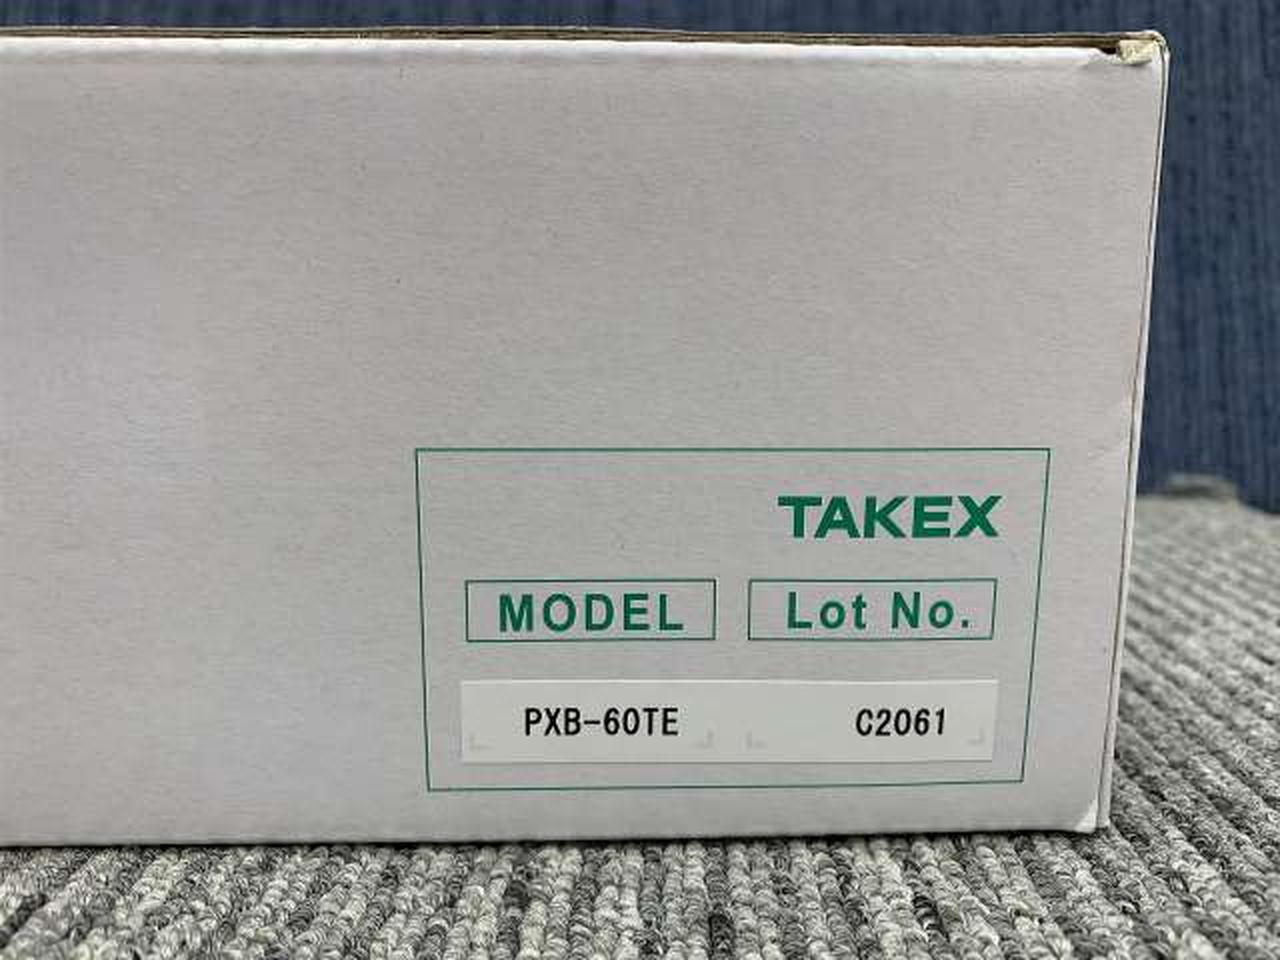 TAKEX
MODEL Lot No.
PXB-60TE C2061